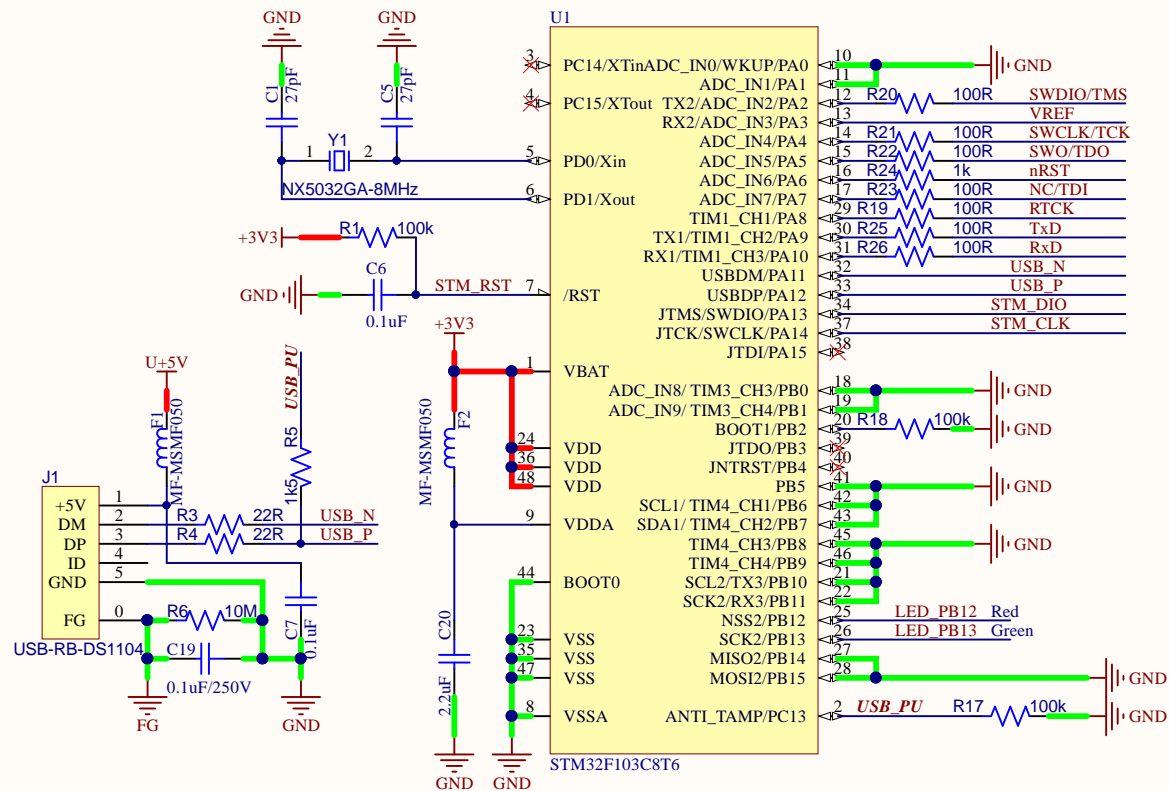 U1
GND
GND
C1
27pF
C5
27pF
1 Y1 2
NX5032GA-8MHz
+3V3
R1 100k
C6
GND
0.1uF
STM_RST
+3V3
U+5V
F1
MF-MSMF050
USB_PU
R5
1k5
F2
MF-MSMF050
J1
+5V 1
DM 2 R3 22R USB_N
DP 3 R4 22R USB_P
ID 4
GND 5
FG 0
R6 10M
USB-RB-DS1104
C19
0.1uF/250V
C7
0.1uF
FG
GND
C20
2.2uF
GND
GND
3 PC14/XTin
4 PC15/XTout
5 PD0/Xin
6 PD1/Xout
7 /RST
1 VBAT
24 VDD
36 VDD
48 VDD
9 VDDA
44 BOOT0
23 VSS
35 VSS
47 VSS
8 VSSA
ADC_IN0/WKUP/PA0 10 GND
ADC_IN1/PA1 11
TX2/ADC_IN2/PA2 12 R20 100R SWDIO/TMS
RX2/ADC_IN3/PA3 13 VREF
ADC_IN4/PA4 14 R21 100R SWCLK/TCK
ADC_IN5/PA5 15 R22 100R SWO/TDO
ADC_IN6/PA6 16 R24 1k nRST
ADC_IN7/PA7 17 R23 100R NC/TDI
TIM1_CH1/PA8 29 R19 100R RTCK
TX1/TIM1_CH2/PA9 30 R25 100R TxD
RX1/TIM1_CH3/PA10 31 R26 100R RxD
USBDM/PA11 32 USB_N
USBDP/PA12 33 USB_P
JTMS/SWDIO/PA13 34 STM_DIO
JTCK/SWCLK/PA14 37 STM_CLK
JTDI/PA15 38
ADC_IN8/ TIM3_CH3/PB0 18 GND
ADC_IN9/ TIM3_CH4/PB1 19
BOOT1/PB2 20 R18 100k GND
JTDO/PB3 39
JNTRST/PB4 40
PB5 41 GND
SCL1/ TIM4_CH1/PB6 42
SDA1/ TIM4_CH2/PB7 43
TIM4_CH3/PB8 45 GND
TIM4_CH4/PB9 46
SCL2/TX3/PB10 21
SCK2/RX3/PB11 22
NSS2/PB12 25 LED_PB12 Red
SCK2/PB13 26 LED_PB13 Green
MISO2/PB14 27
MOSI2/PB15 28 GND
ANTI_TAMP/PC13 2 USB_PU R17 100k GND
STM32F103C8T6